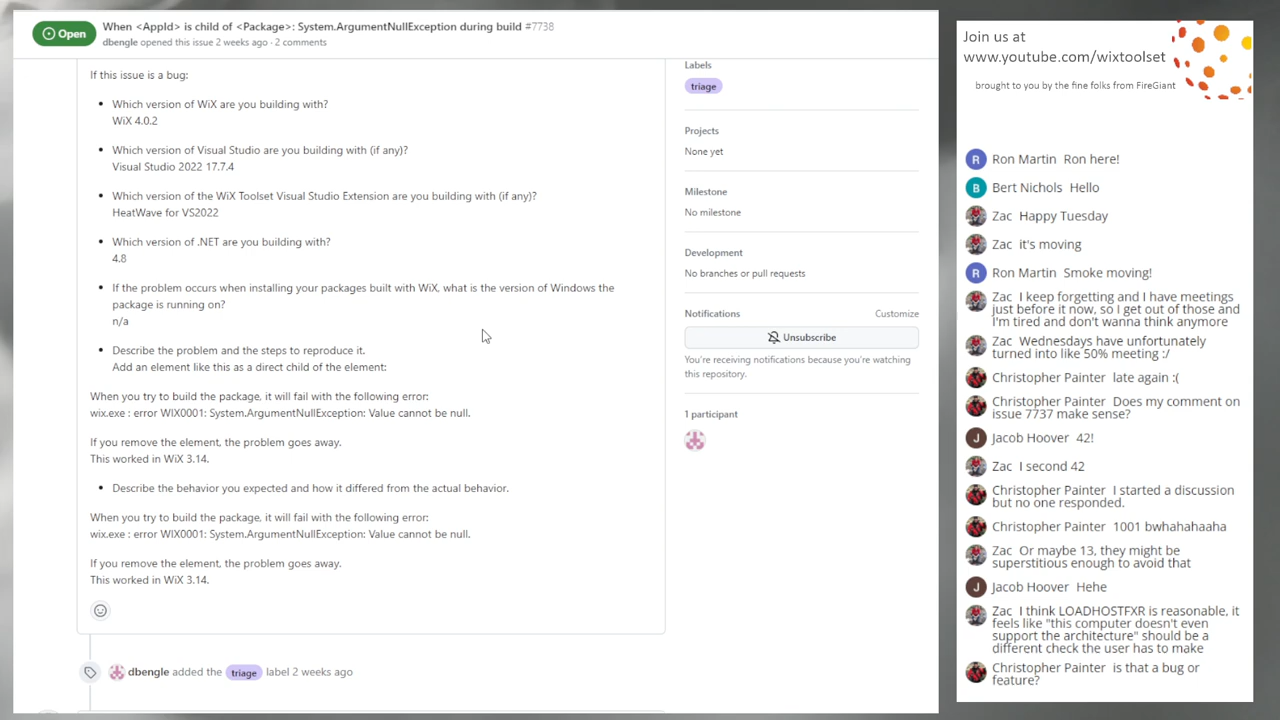 Open
When <AppId> is child of <Package>: System.ArgumentNullException during build #7738
dbengle opened this issue 2 weeks ago · 2 comments
If this issue is a bug:
• Which version of WiX are you building with?
WiX 4.0.2
• Which version of Visual Studio are you building with (if any)?
Visual Studio 2022 17.7.4
• Which version of the WiX Toolset Visual Studio Extension are you building with (if any)?
HeatWave for VS2022
• Which version of .NET are you building with?
4.8
• If the problem occurs when installing your packages built with WiX, what is the version of Windows the
package is running on?
n/a
• Describe the problem and the steps to reproduce it.
Add an element like this as a direct child of the element:
When you try to build the package, it will fail with the following error:
wix.exe : error WIX0001: System.ArgumentNullException: Value cannot be null.
If you remove the element, the problem goes away.
This worked in WiX 3.14.
• Describe the behavior you expected and how it differed from the actual behavior.
When you try to build the package, it will fail with the following error:
wix.exe : error WIX0001: System.ArgumentNullException: Value cannot be null.
If you remove the element, the problem goes away.
This worked in WiX 3.14.
dbengle added the triage label 2 weeks ago
Labels
triage
Projects
None yet
Milestone
No milestone
Development
No branches or pull requests
Notifications Customize
Unsubscribe
You're receiving notifications because you're watching
this repository.
1 participant
Join us at
www.youtube.com/wixtoolset
brought to you by the fine folks from FireGiant
R Ron Martin Ron here!
B Bert Nichols Hello
Zac Happy Tuesday
Zac it's moving
R Ron Martin Smoke moving!
Zac I keep forgetting and I have meetings
just before it now, so I get out of those and
I'm tired and don't wanna think anymore
Zac Wednesdays have unfortunately
turned into like 50% meeting :/
Christopher Painter late again :(
Christopher Painter Does my comment on
issue 7737 make sense?
J Jacob Hoover 42!
Zac I second 42
Christopher Painter I started a discussion
but no one responded.
Christopher Painter 1001 bwhahahaaha
Zac Or maybe 13, they might be
superstitious enough to avoid that
J Jacob Hoover Hehe
Zac I think LOADHOSTFXR is reasonable, it
feels like "this computer doesn't even
support the architecture" should be a
different check the user has to make
Christopher Painter is that a bug or
feature?